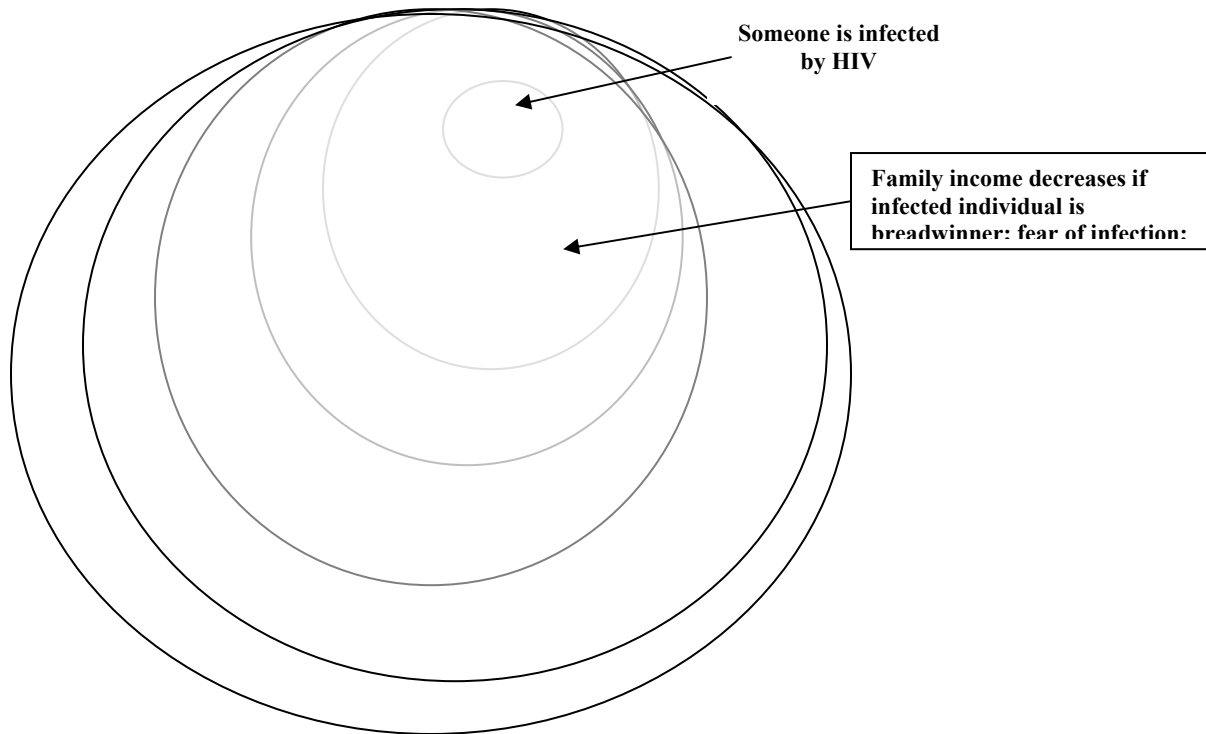 Someone is infected
by HIV
Family income decreases if
infected individual is
breadwinner; fear of infection;